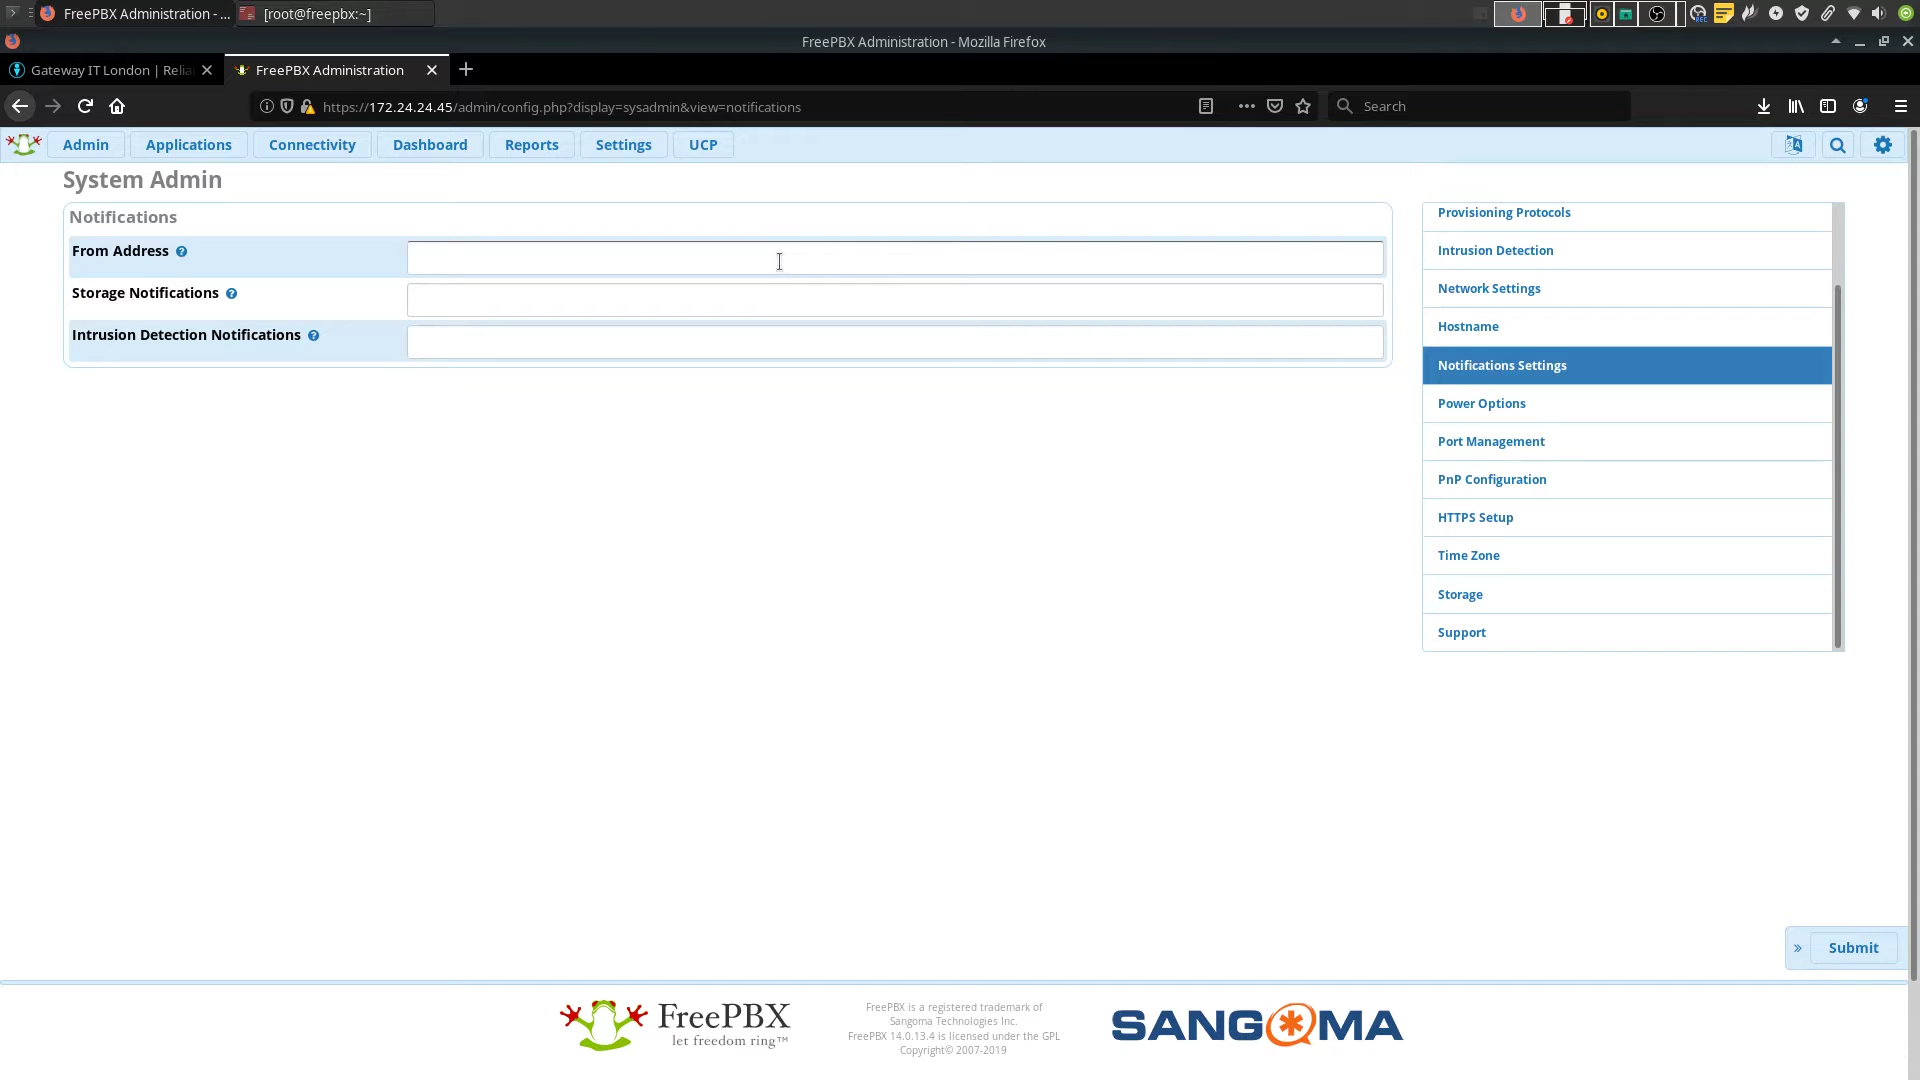 FreePBX Administration - ...
[root@freepbx:~]
FreePBX Administration - Mozilla Firefox
Gateway IT London | Relia
FreePBX Administration
https://172.24.24.45/admin/config.php?display=sysadmin&view=notifications
Search
Admin
Applications
Connectivity
Dashboard
Reports
Settings
UCP
System Admin
Notifications
From Address
Storage Notifications
Intrusion Detection Notifications
Provisioning Protocols
Intrusion Detection
Network Settings
Hostname
Notifications Settings
Power Options
Port Management
PnP Configuration
HTTPS Setup
Time Zone
Storage
Support
» Submit
FreePBX
let freedom ring™
FreePBX is a registered trademark of
Sangoma Technologies Inc.
FreePBX 14.0.13.4 is licensed under the GPL
Copyright© 2007-2019
SANGOMA